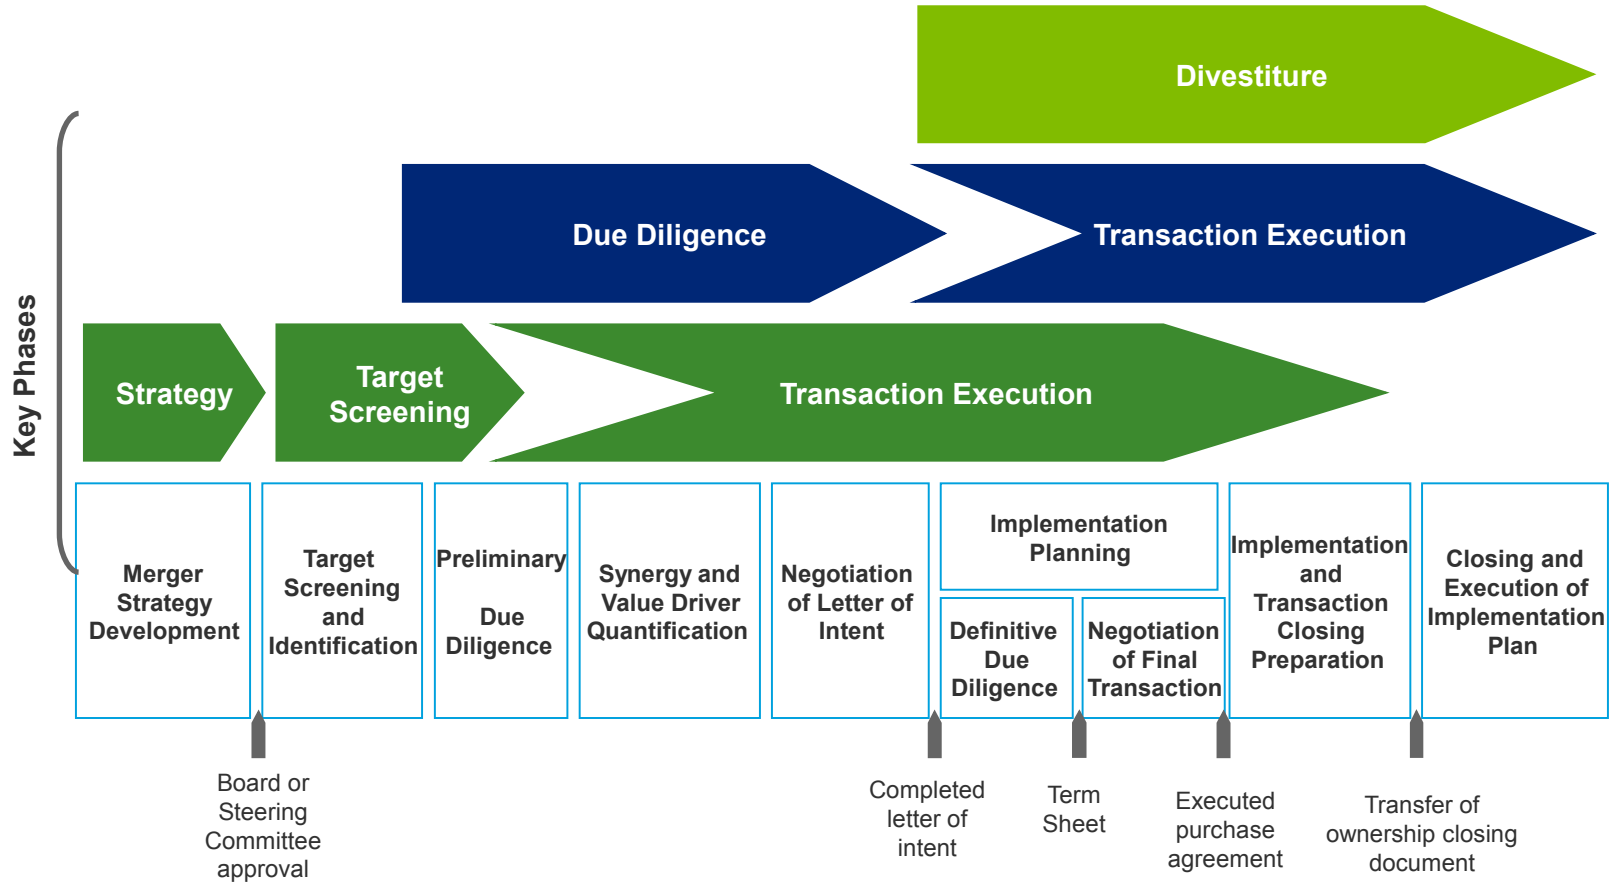 Divestiture
Due Diligence
Transaction Execution
Key Phases
Strategy
Target
Screening
Transaction Execution
Merger
Strategy
Development
Target
Screening
and
Identification
Preliminary
Due
Diligence
Synergy and
Value Driver
Quantification
Negotiation
of Letter of
Intent
Implementation
Planning
Definitive
Due
Diligence
Negotiation
of Final
Transaction
Implementation
and
Transaction
Closing
Preparation
Closing and
Execution of
Implementation
Plan
Board or
Steering
Committee
approval
Completed
letter of
intent
Term
Sheet
Executed
purchase
agreement
Transfer of
ownership closing
document